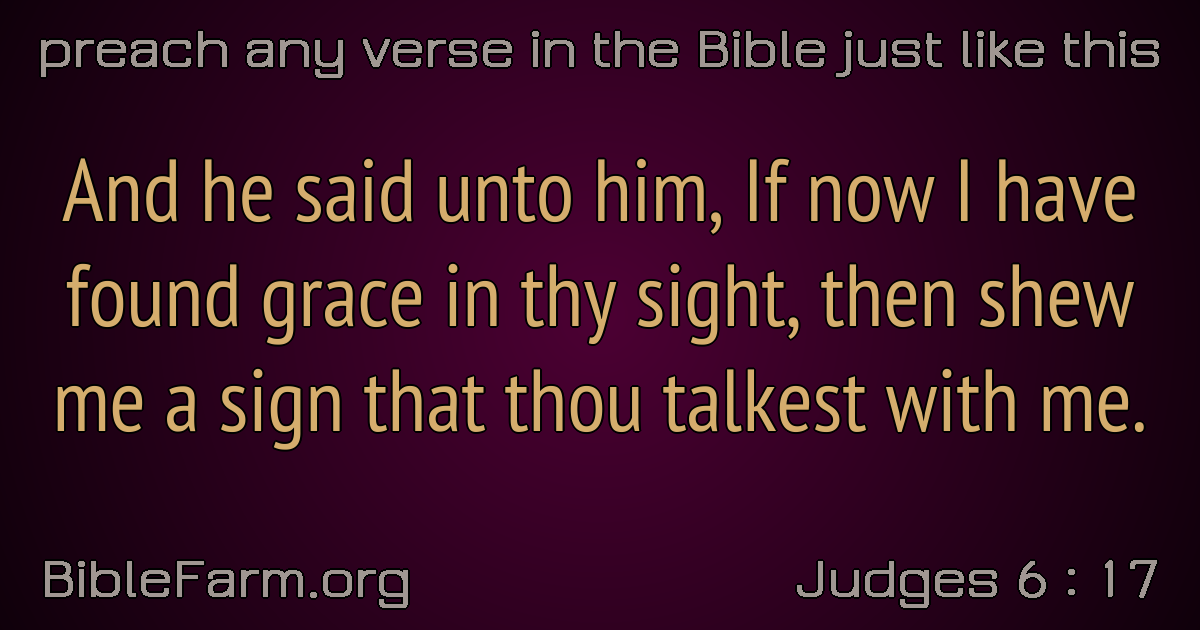 preach any verse in the Bible just like this
And he said unto him, If now I have
found grace in thy sight, then shew
me a sign that thou talkest with me.
BibleFarm.org
Judges 6 : 17